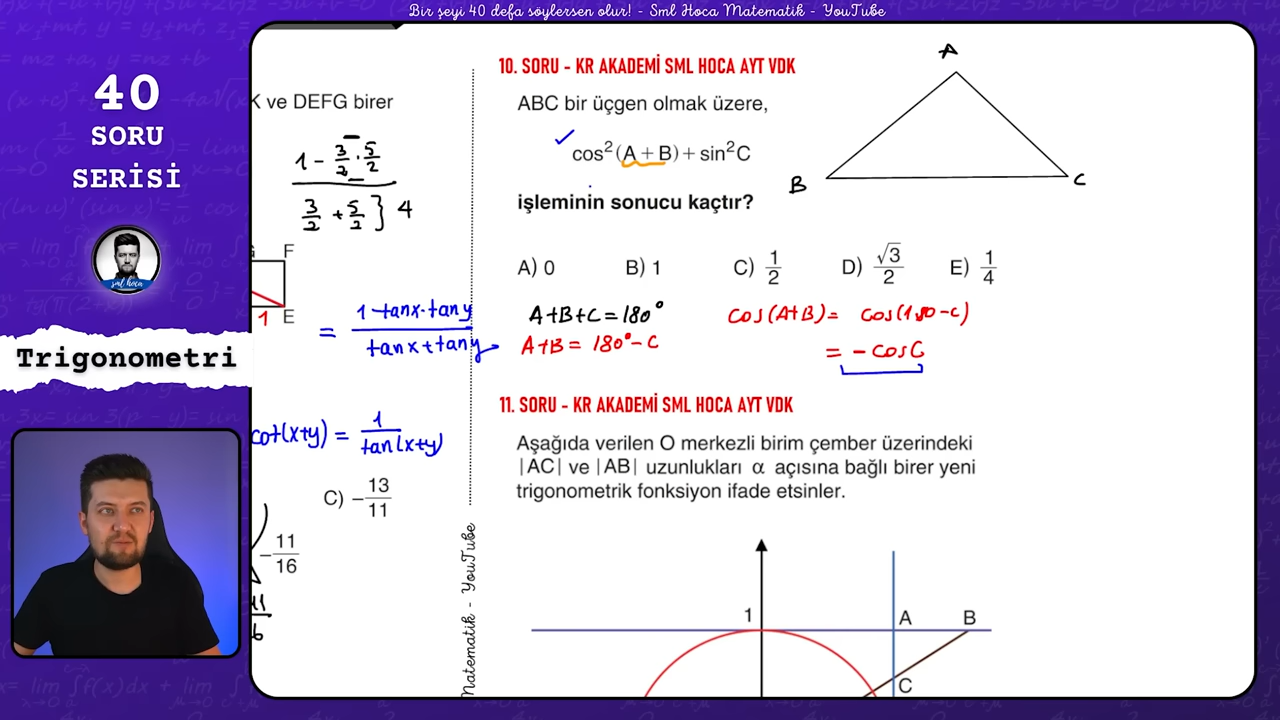 Bir şeyi 40 defa söylersen olur! - Sml Hoca Matematik - YouTube
40
SORU
SERİSİ
sml hoca
Trigonometri
K ve DEFG birer
1 - 3/2 · 5/2
3/2 + 5/2 } 4
F
1 E
= (1 - tanx · tany)/(tanx + tany)
cot(x+y) = 1/tan(x+y)
C) -13/11
-11/16
Matematik - YouTube
10. SORU - KR AKADEMİ SML HOCA AYT VDK
ABC bir üçgen olmak üzere,
cos²(A + B) + sin²C
işleminin sonucu kaçtır?
A) 0 B) 1 C) 1/2 D) √3/2 E) 1/4
A
B
C
A+B+C = 180°
A+B = 180° - C
cos(A+B) = cos(180-C)
= - cosC
11. SORU - KR AKADEMİ SML HOCA AYT VDK
Aşağıda verilen O merkezli birim çember üzerindeki
|AC| ve |AB| uzunlukları α açısına bağlı birer yeni
trigonometrik fonksiyon ifade etsinler.
1
A
B
C